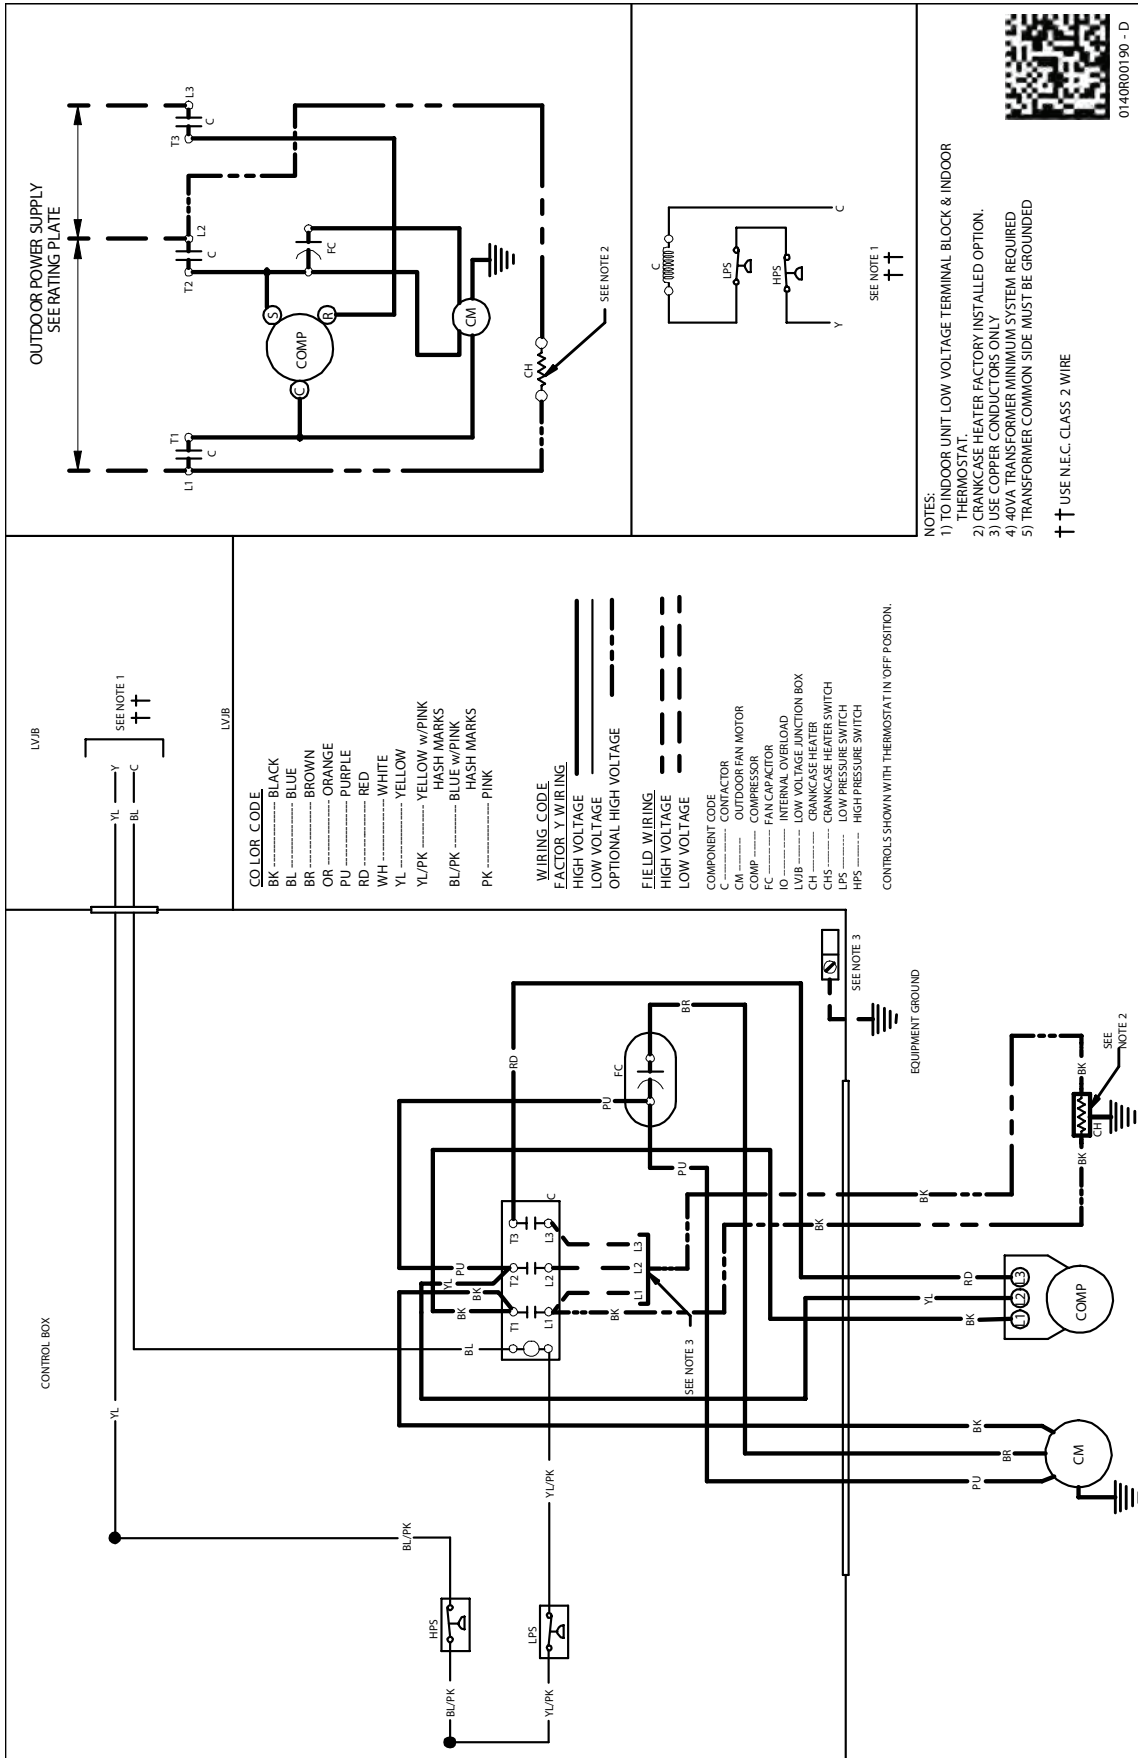 CONTROL BOX
YL
BL/PK
HPS
BL/PK
YL/PK
LPS
YL/PK
BL
BK
T1
L1
BK
YL
T2
L2
PU
BK
T3
L3
C
RD
PU
FC
BR
PU
L1
L2
L3
SEE NOTE 3
SEE NOTE 3
EQUIPMENT GROUND
BK
BR
PU
CM
BK
YL
RD
L1
L2
L3
COMP
BK
BK
BK
CH
BK
SEE
NOTE 2
LVJB
YL
Y
BL
C
SEE NOTE 1
††
LVJB
COLOR CODE
BK ---------- BLACK
BL ---------- BLUE
BR ---------- BROWN
OR ---------- ORANGE
PU ---------- PURPLE
RD ---------- RED
WH ---------- WHITE
YL ---------- YELLOW
YL/PK ---------- YELLOW w/PINK
HASH MARKS
BL/PK ---------- BLUE w/PINK
HASH MARKS
PK ---------- PINK
WIRING CODE
FACTORY WIRING
HIGH VOLTAGE
LOW VOLTAGE
OPTIONAL HIGH VOLTAGE
FIELD WIRING
HIGH VOLTAGE
LOW VOLTAGE
COMPONENT CODE
C ---------- CONTACTOR
CM ---------- OUTDOOR FAN MOTOR
COMP ---------- COMPRESSOR
FC ---------- FAN CAPACITOR
IO ---------- INTERNAL OVERLOAD
LVJB ---------- LOW VOLTAGE JUNCTION BOX
CH ---------- CRANKCASE HEATER
CHS ---------- CRANKCASE HEATER SWITCH
LPS ---------- LOW PRESSURE SWITCH
HPS ---------- HIGH PRESSURE SWITCH
CONTROLS SHOWN WITH THERMOSTAT IN "OFF" POSITION.
OUTDOOR POWER SUPPLY
SEE RATING PLATE
L1
T1
C
T2
L2
C
T3
L3
C
C
S
R
COMP
FC
CM
CH
SEE NOTE 2
C
LPS
HPS
Y
C
SEE NOTE 1
††
NOTES:
1) TO INDOOR UNIT LOW VOLTAGE TERMINAL BLOCK & INDOOR
THERMOSTAT.
2) CRANKCASE HEATER FACTORY INSTALLED OPTION.
3) USE COPPER CONDUCTORS ONLY
4) 40VA TRANSFORMER MINIMUM SYSTEM REQUIRED
5) TRANSFORMER COMMON SIDE MUST BE GROUNDED
†† USE N.E.C. CLASS 2 WIRE
0140R00190 - D